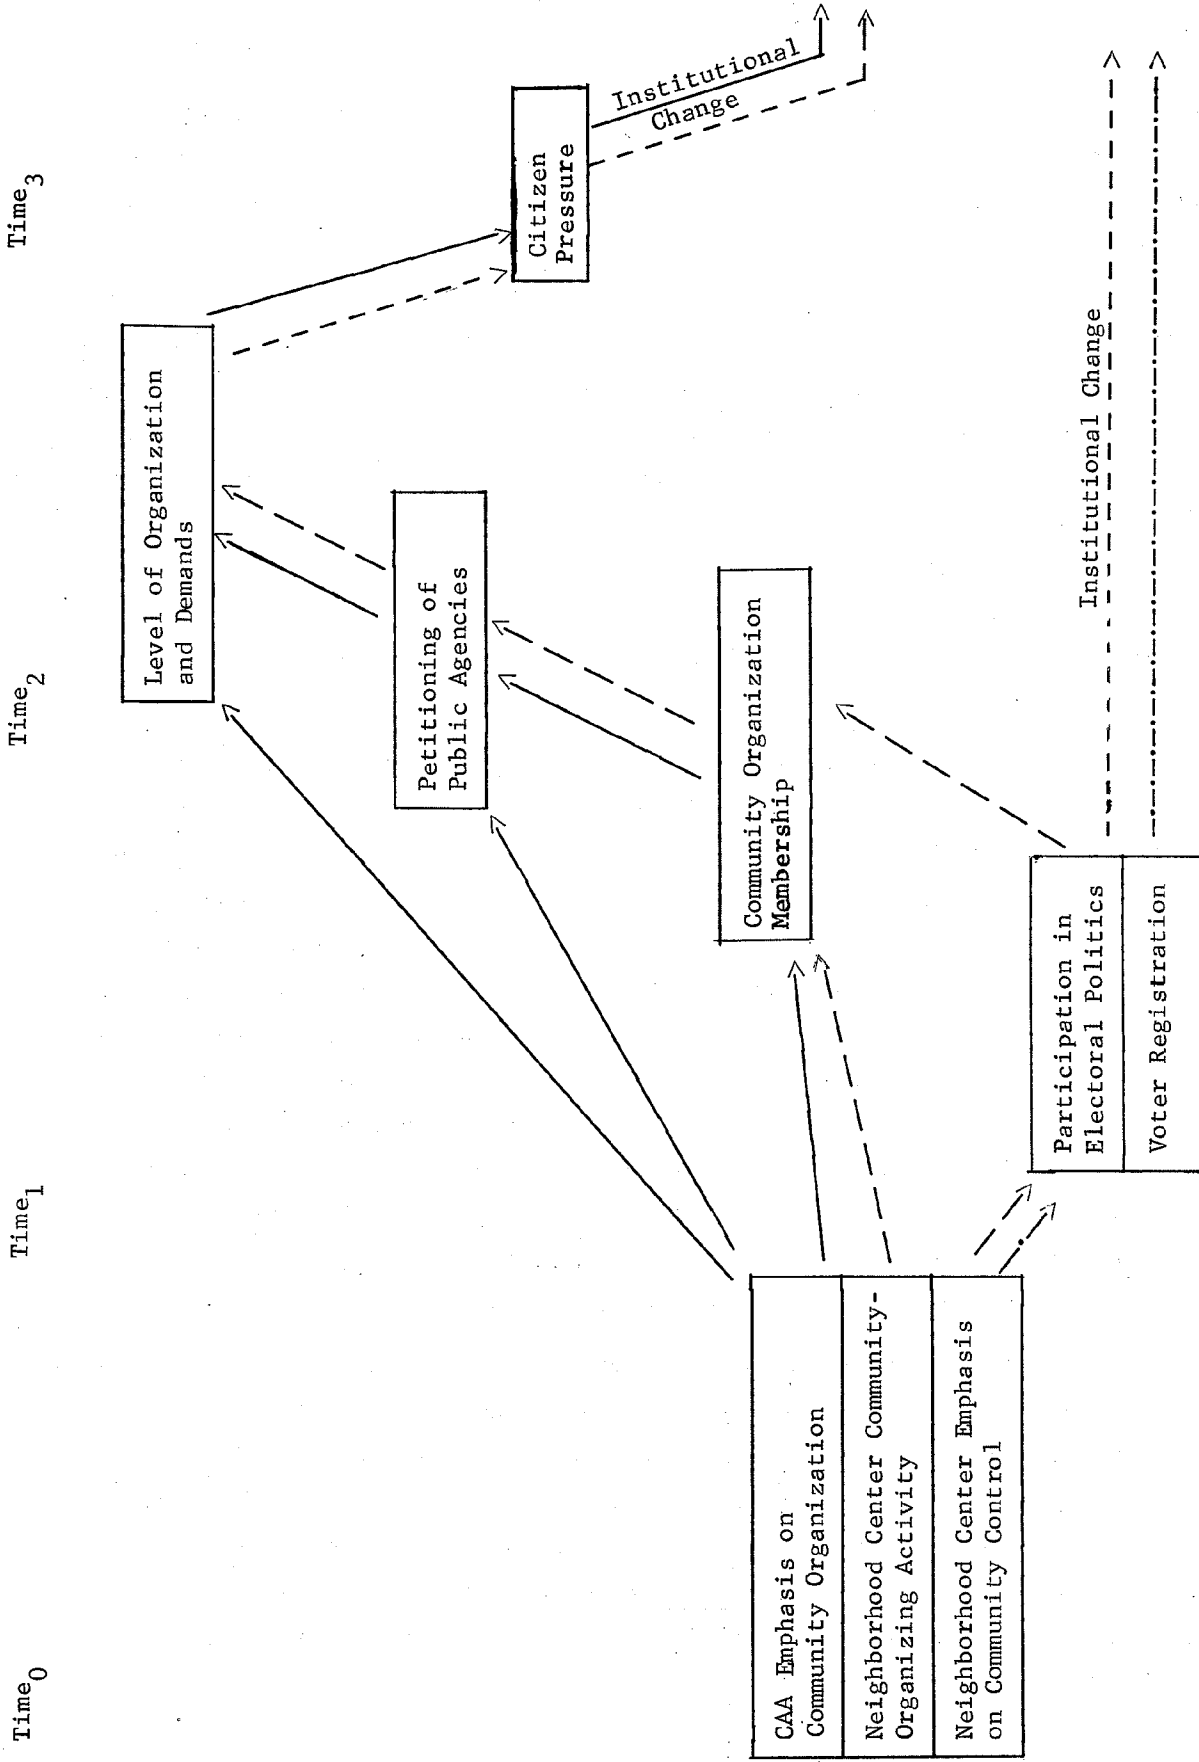 Time0
Time1
Time2
Time3
Level of Organization
and Demands
Petitioning of
Public Agencies
Citizen
Pressure
Institutional
Change
CAA Emphasis on
Community Organization
Neighborhood Center Community-
Organizing Activity
Neighborhood Center Emphasis
on Community Control
Community Organization
Membership
Participation in
Electoral Politics
Voter Registration
Institutional Change